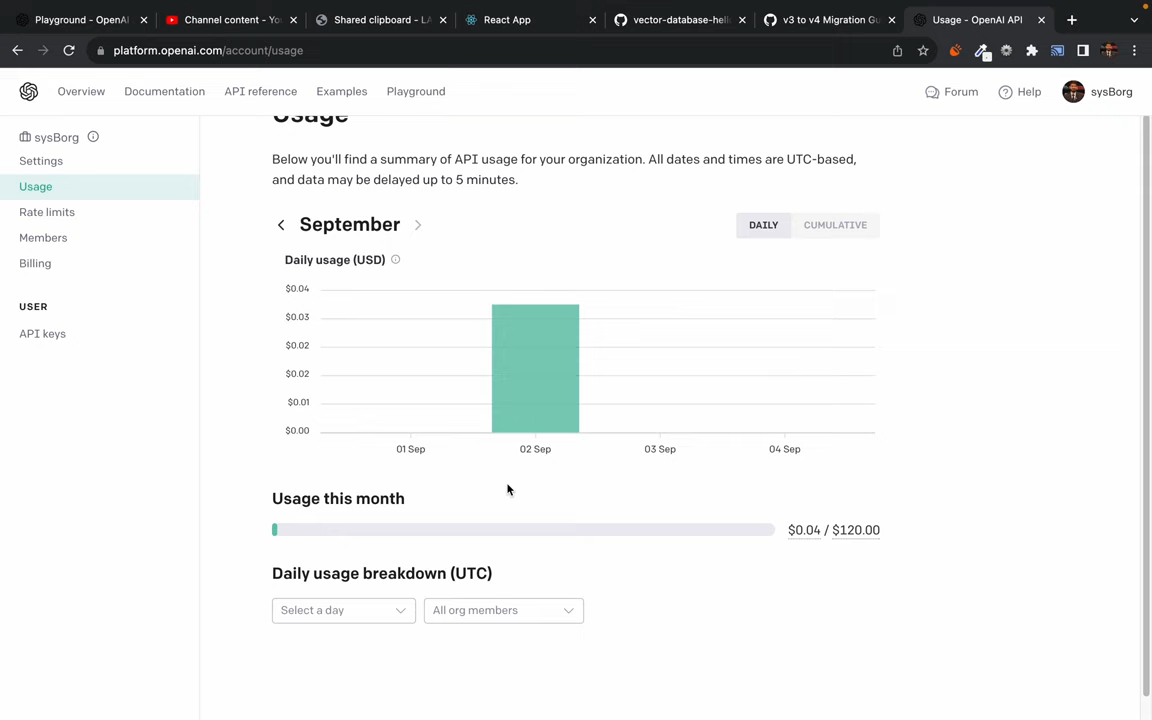 Playground - OpenAI
Channel content - Yo
Shared clipboard - LA
React App
vector-database-hell
v3 to v4 Migration Gu
Usage - OpenAI API
platform.openai.com/account/usage
Overview
Documentation
API reference
Examples
Playground
Forum
Help
sysBorg
sysBorg
Settings
Usage
Rate limits
Members
Billing
USER
API keys
Usage
Below you'll find a summary of API usage for your organization. All dates and times are UTC-based,
and data may be delayed up to 5 minutes.
September
DAILY
CUMULATIVE
Daily usage (USD)
$0.04
$0.03
$0.02
$0.02
$0.01
$0.00
01 Sep
02 Sep
03 Sep
04 Sep
Usage this month
$0.04 / $120.00
Daily usage breakdown (UTC)
Select a day
All org members